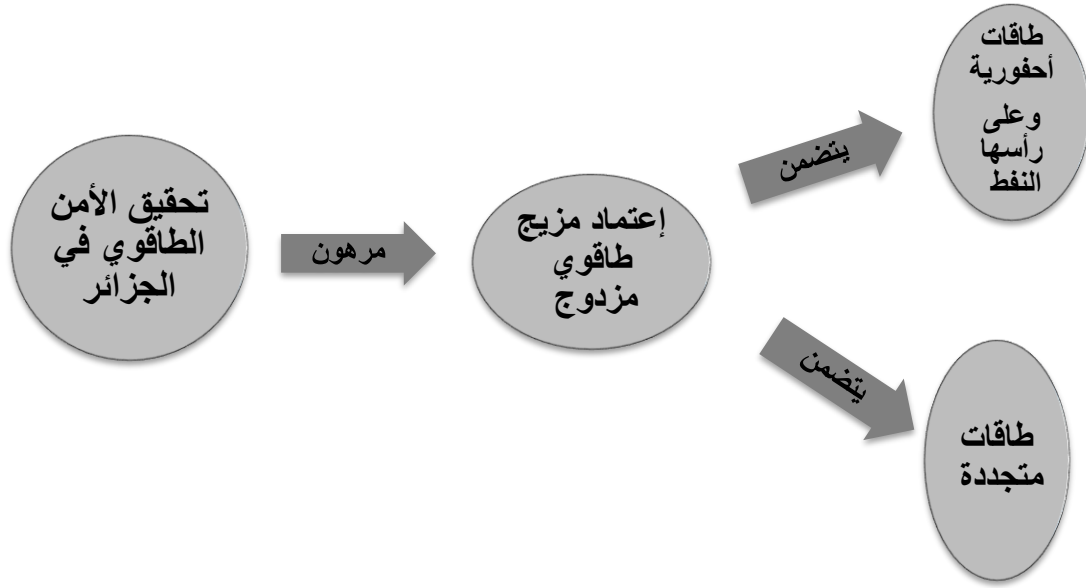 تحقيق الأمن
الطاقوي في
الجزائر
مرهون
إعتماد مزيج
طاقوي
مزدوج
يتضمن
طاقات
أحفورية
وعلى
رأسها
النفط
يتضمن
طاقات
متجددة